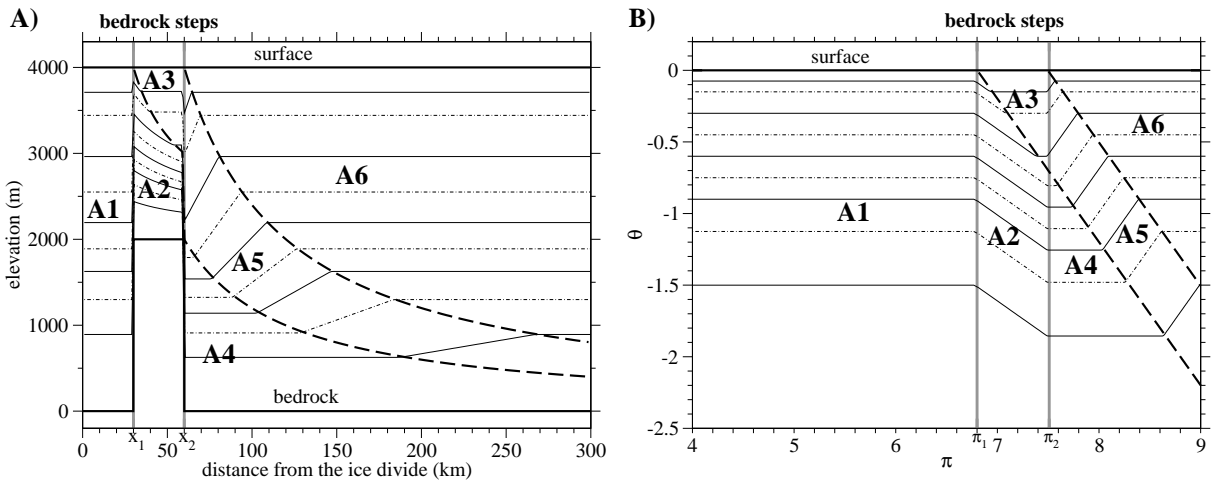 A)
bedrock steps
surface
A3
A2
A1
A6
A5
A4
bedrock
4000
3000
2000
1000
0
elevation (m)
0 x1 50 x2 100 150 200 250 300
distance from the ice divide (km)
B)
bedrock steps
surface
A3
A6
A1
A2
A5
A4
0
-0.5
-1
-1.5
-2
-2.5
θ
4 5 6 π1 7 π2 8 9
π